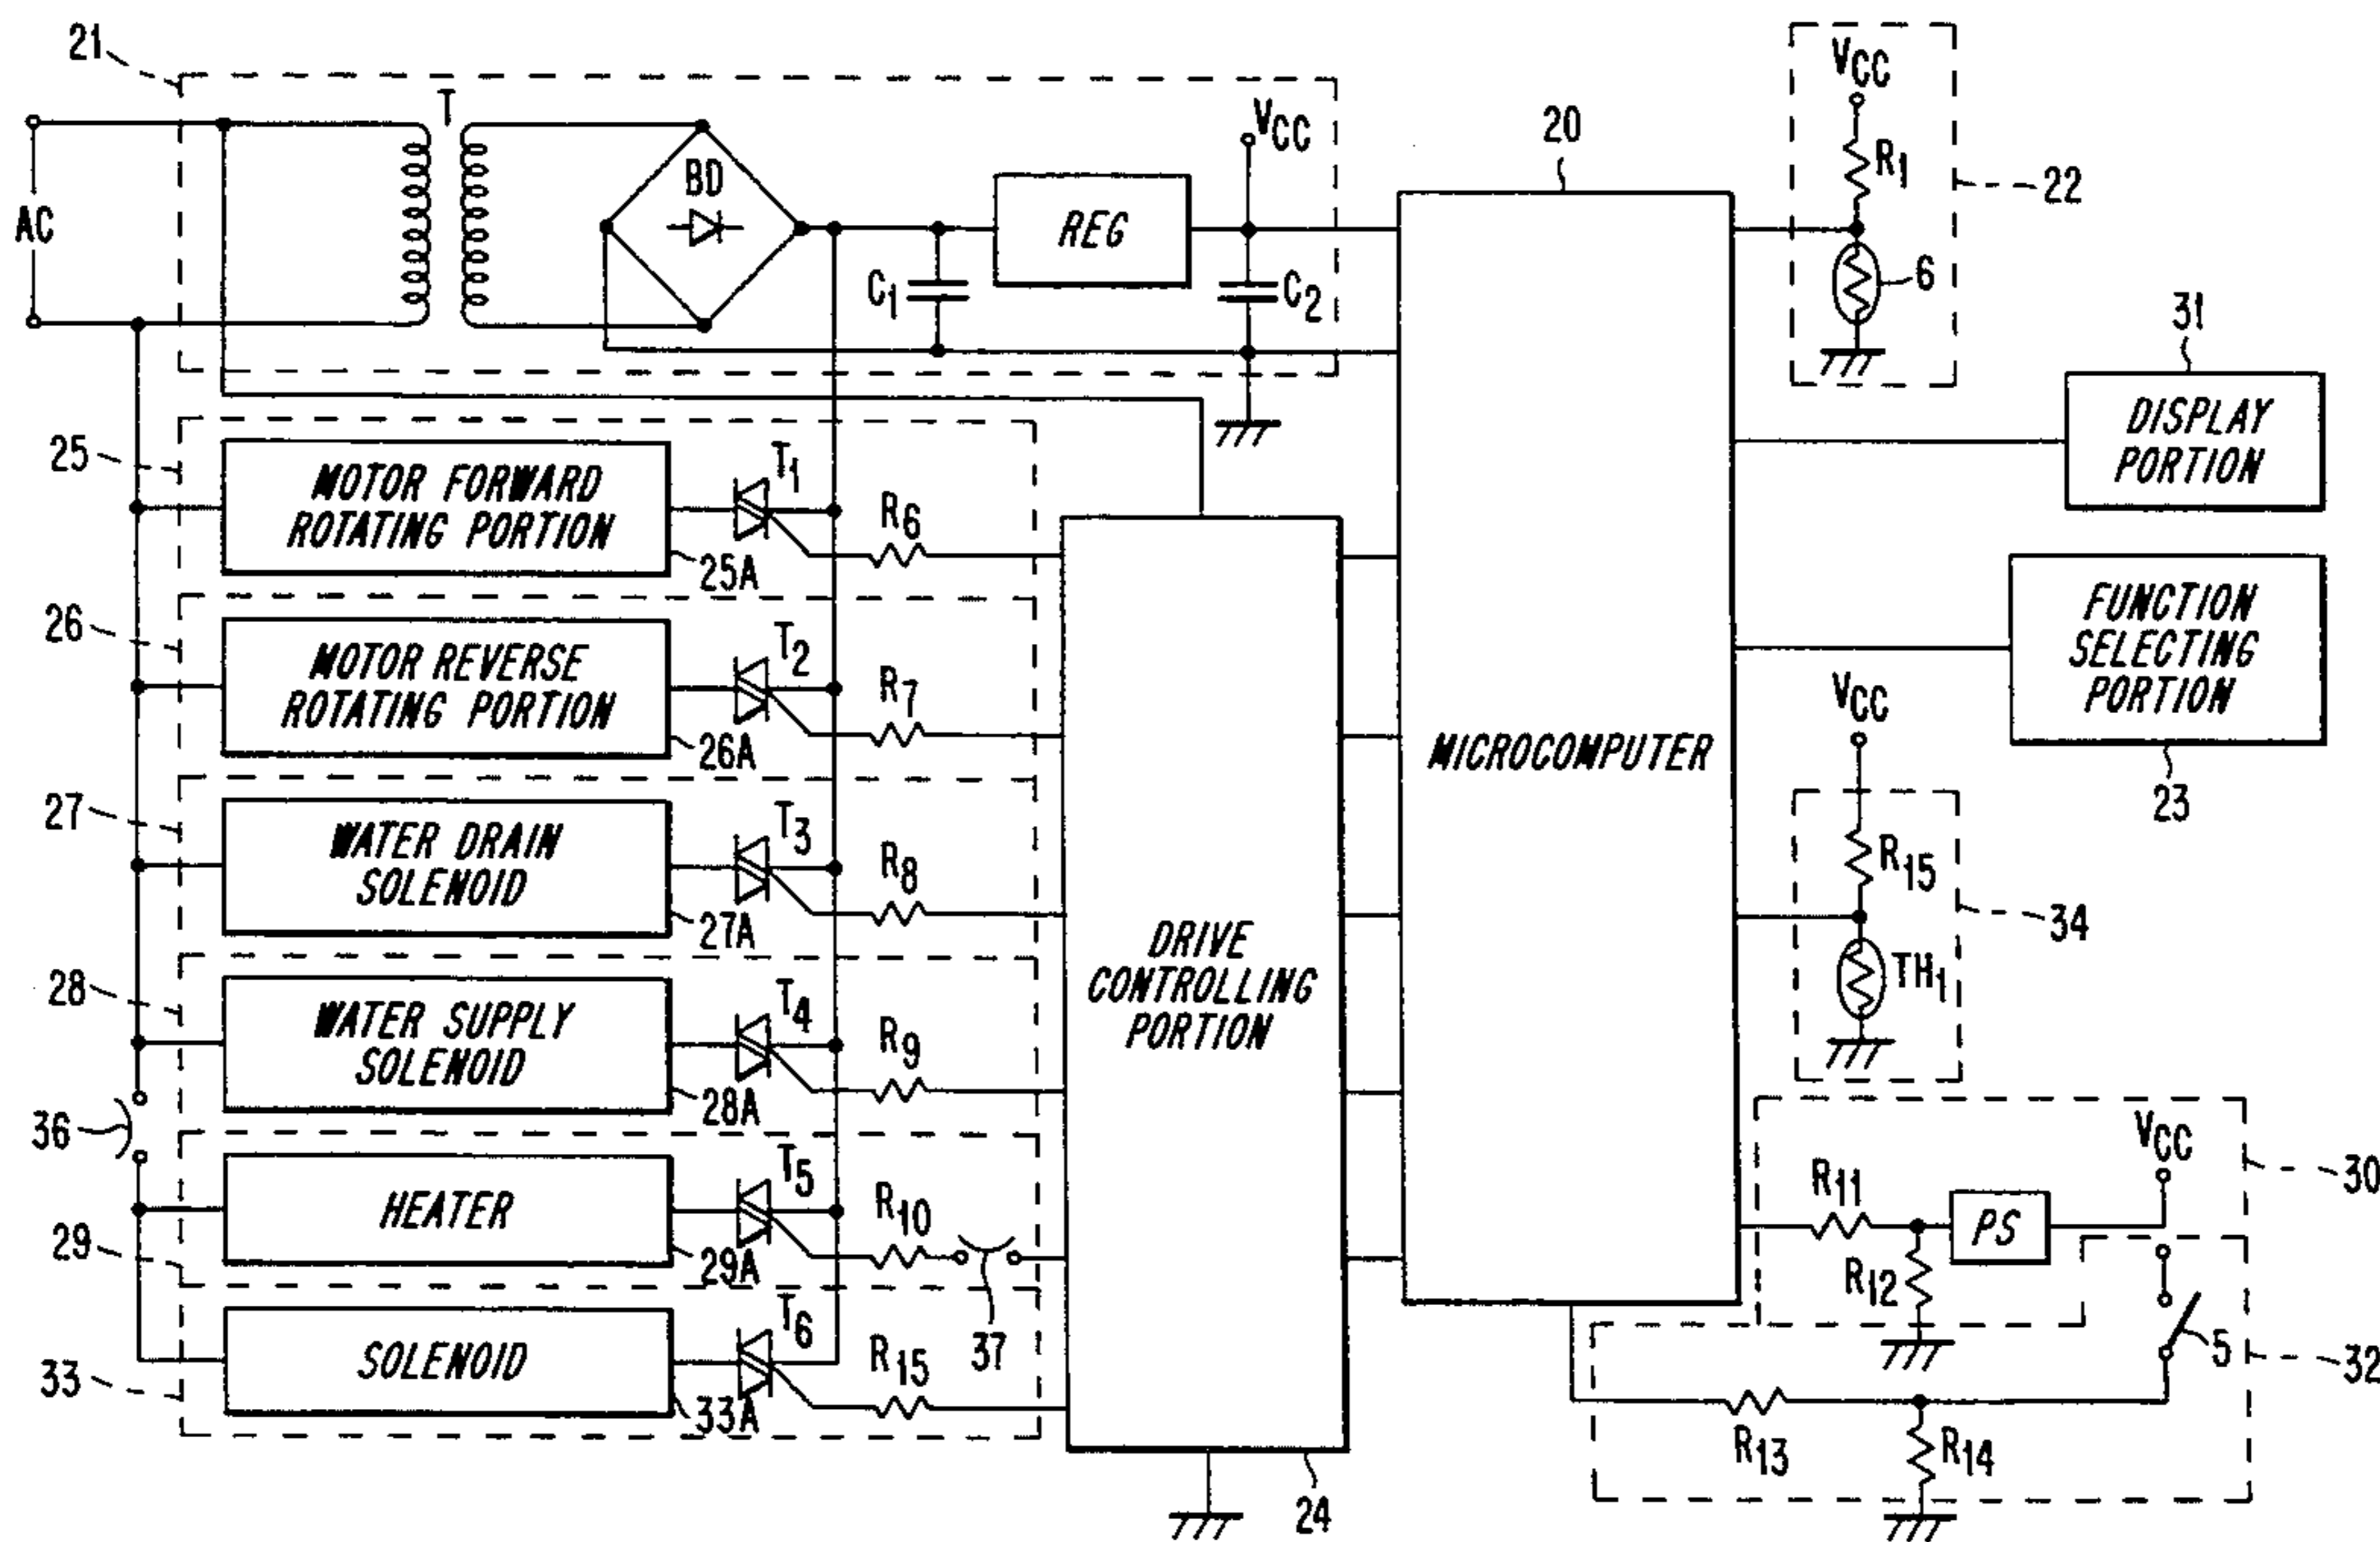 21
T
VCC
AC
BD
REG
C1
VCC
C2
20
R1
22
6
31
DISPLAY
PORTION
25
MOTOR FORWARD
ROTATING PORTION
25A
T1
R6
26
MOTOR REVERSE
ROTATING PORTION
26A
T2
R7
FUNCTION
SELECTING
PORTION
23
27
WATER DRAIN
SOLENOID
27A
T3
R8
MICROCOMPUTER
VCC
R15
34
TH1
28
WATER SUPPLY
SOLENOID
28A
T4
R9
DRIVE
CONTROLLING
PORTION
36
29
HEATER
29A
T5
R10
37
VCC
30
R11
PS
R12
33
SOLENOID
33A
T6
R15
5
32
R13
R14
24